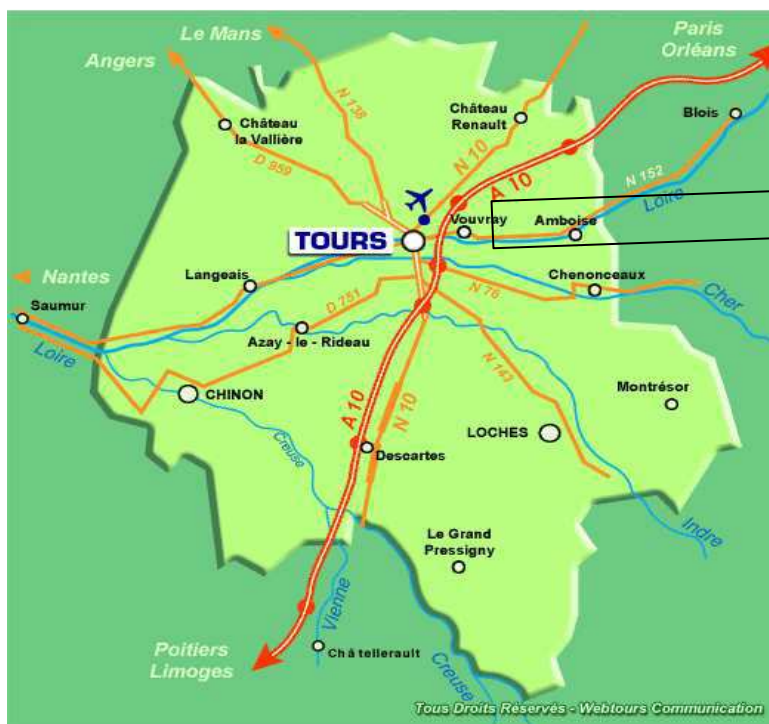 Paris
Orléans
Le Mans
Angers
Château
la Vallière
N 138
D 959
Château
Renault
N 10
A 10
Blois
N 152
Loire
Vouvray
Amboise
TOURS
Nantes
Langeais
Saumur
D 751
N 76
Chenonceaux
Cher
Loire
Azay - le - Rideau
N 143
CHINON
Montrésor
A 10
N 10
LOCHES
Creuse
Descartes
Indre
Le Grand
Pressigny
Vienne
Poitiers
Limoges
Châtellerault
Creuse
Tous Droits Réservés - Webtours Communication